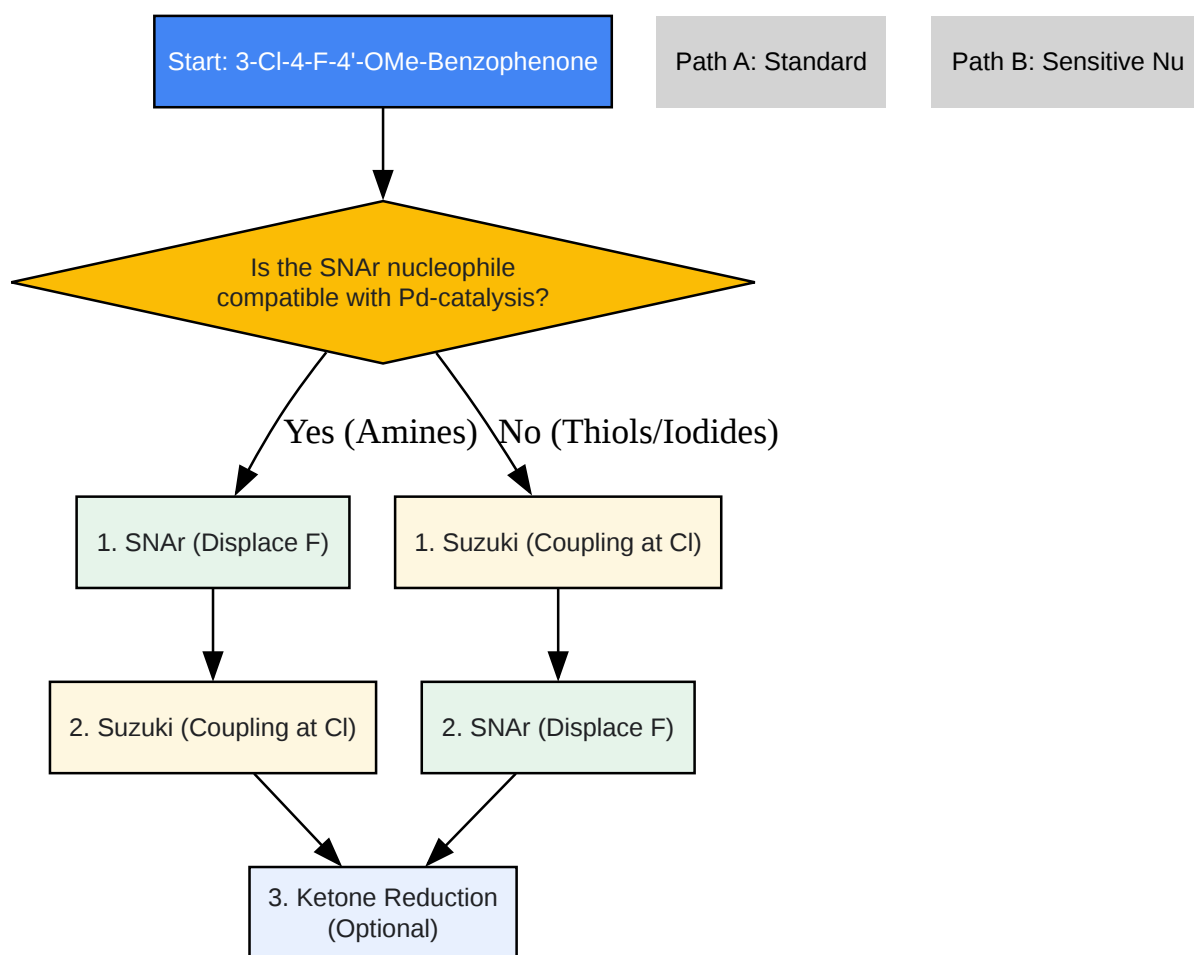 Start: 3-Cl-4-F-4'-OMe-Benzophenone
Path A: Standard
Path B: Sensitive Nu
Is the SNAr nucleophile
compatible with Pd-catalysis?
Yes (Amines)
No (Thiols/Iodides)
1. SNAr (Displace F)
1. Suzuki (Coupling at Cl)
2. Suzuki (Coupling at Cl)
2. SNAr (Displace F)
3. Ketone Reduction
(Optional)